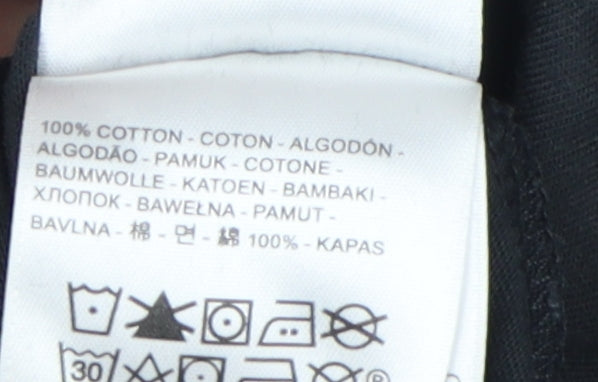 100% COTTON - COTON - ALGODÓN -
ALGODÃO - PAMUK - COTONE -
BAUMWOLLE - KATOEN - BAMBAKI -
ХЛОПОК - BAWEŁNA - PAMUT -
BAVLNA - 棉 - 면 - 綿 100% - KAPAS
30